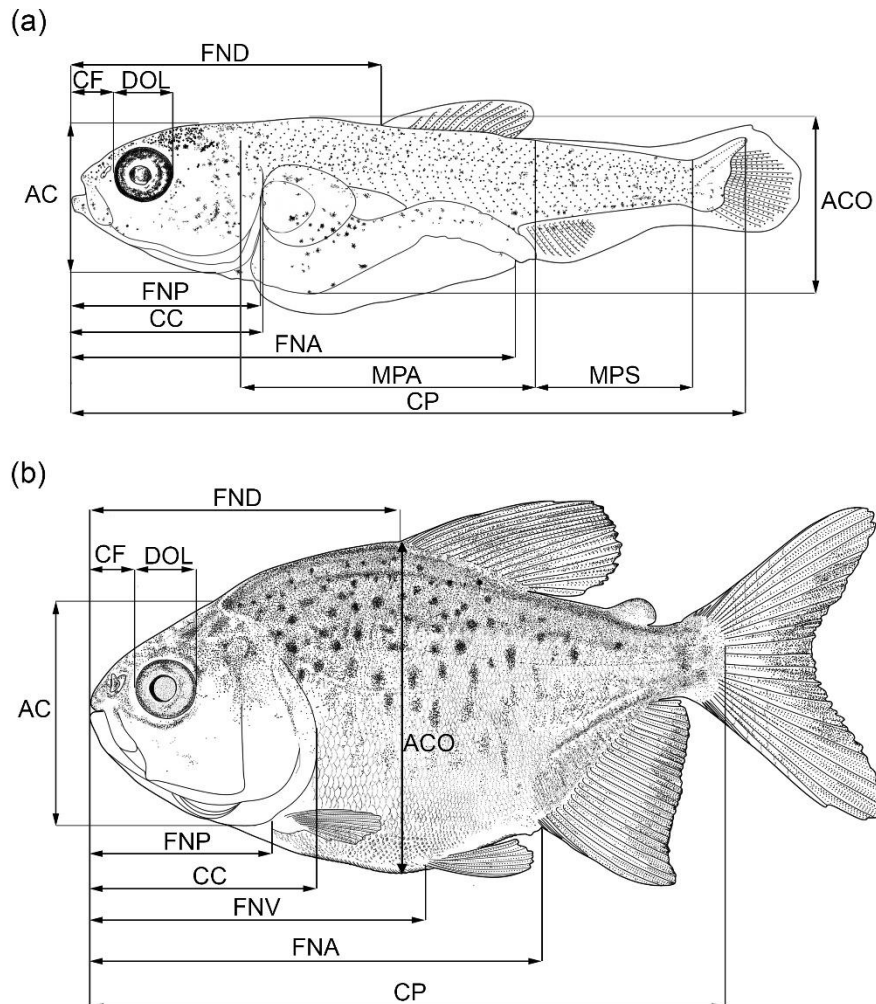 (a)
FND
CF DOL
AC
ACO
FNP
CC
FNA
MPA MPS
CP
(b)
FND
CF DOL
AC
ACO
FNP
CC
FNV
FNA
CP